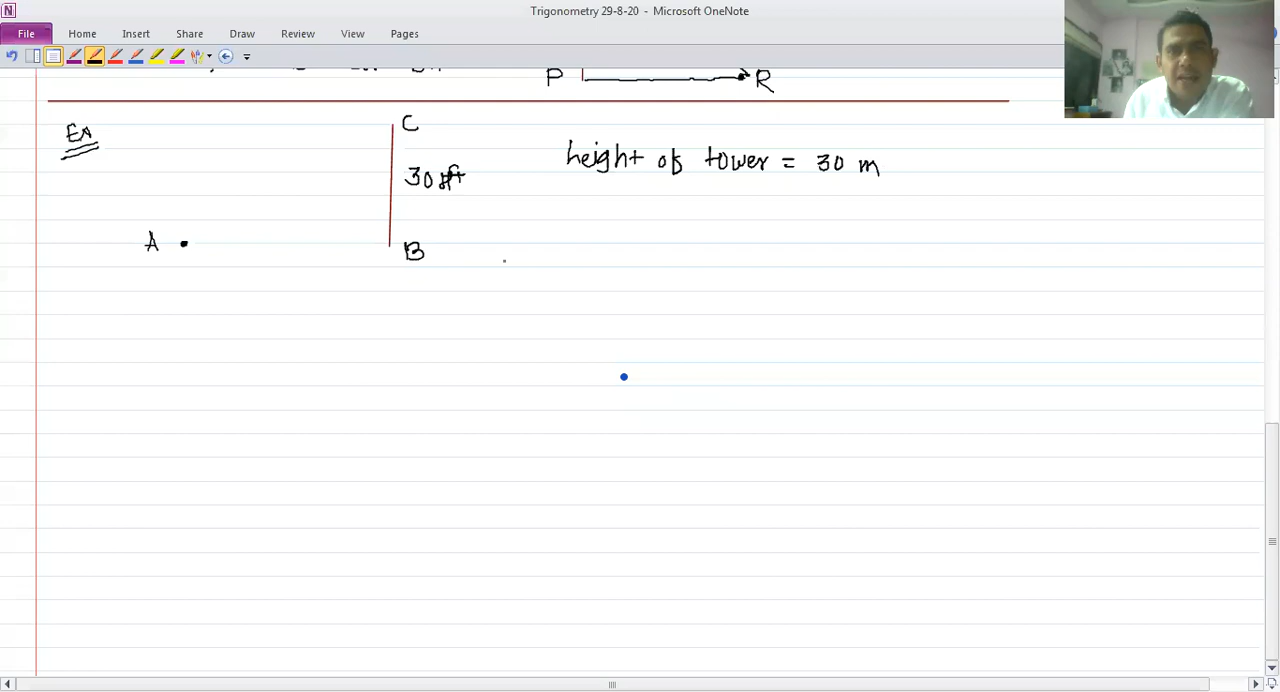 Trigonometry 29-8-20 - Microsoft OneNote
File Home Insert Share Draw Review View Pages
P R
Ex
C
height of tower = 30 m
30
A
B